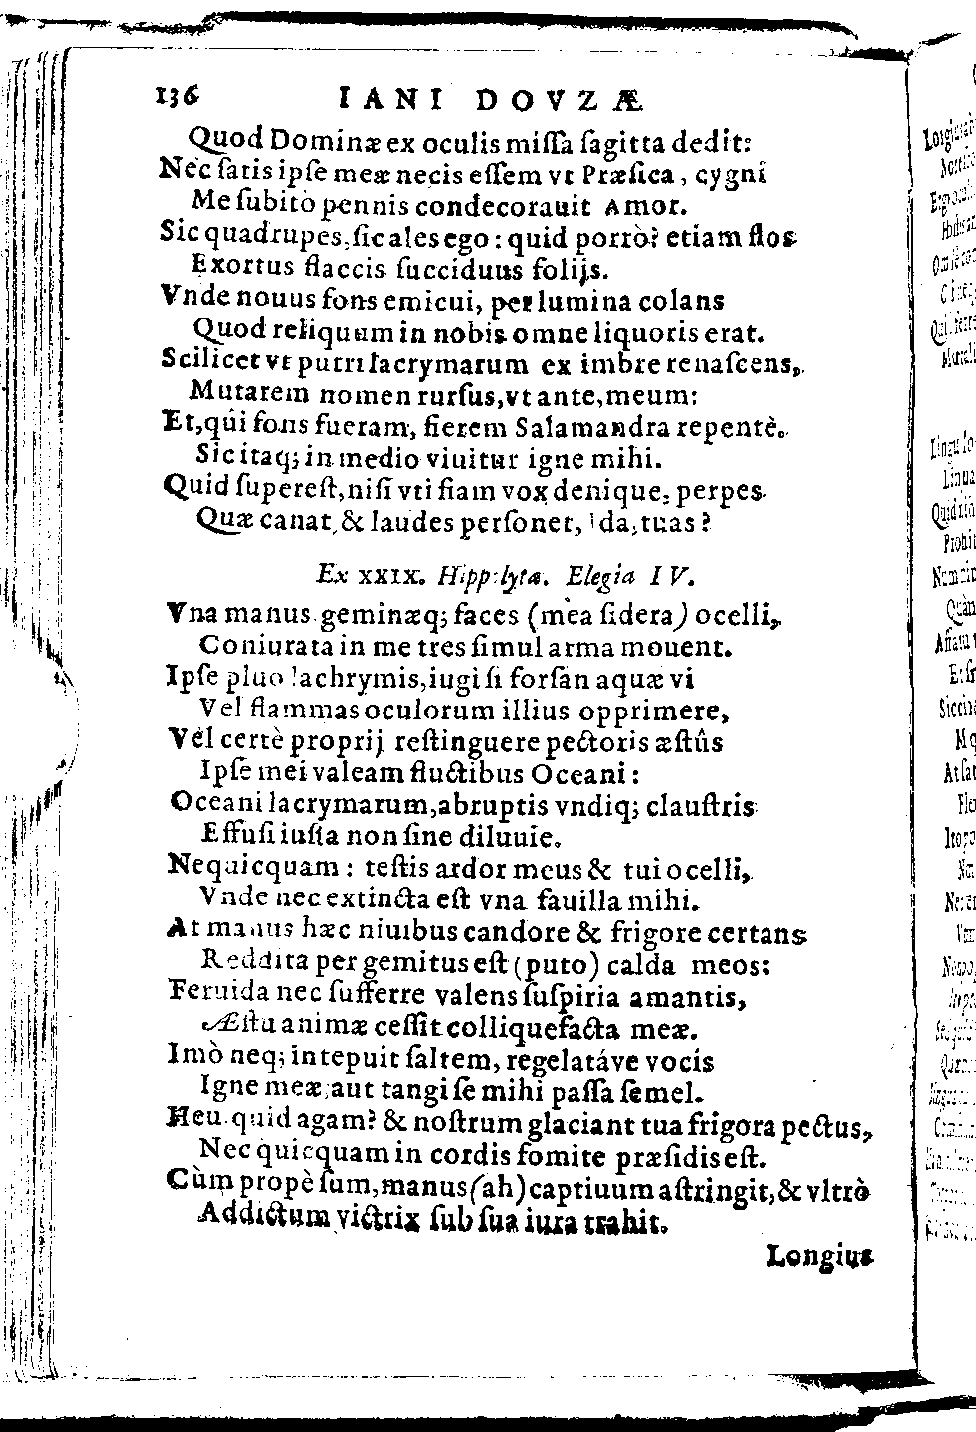 136 IANI DOVZÆ
Quod Dominæ ex oculis missa sagitta dedit:
Nec satis ipse meæ necis essem vt Præsica, cygni
Me subitò pennis condecorauit Amor.
Sic quadrupes, sic ales ego: quid porrò? etiam flos
Exortus flaccis succiduus folijs.
Vnde nouus fons emicui, per lumina colans
Quod reliquum in nobis omne liquoris erat.
Scilicet vt putri lacrymarum ex imbre renascens,
Mutarem nomen rursus, vt ante, meum:
Et, qui fons fueram, fierem Salamandra repentè.
Sic itaq; in medio viuitur igne mihi.
Quid superest, nisi vti fiam vox denique, perpes
Quæ canat, & laudes personet, Ida, tuas?
Ex XXIX. Hippolyta. Elegia IV.
Vna manus geminæq; faces (mea sidera) ocelli,
Coniurata in me tres simul arma mouent.
Ipse pluo lachrymis, iugi si forsan aquæ vi
Vel flammas oculorum illius opprimere,
Vel certè proprij restinguere pectoris æstûs
Ipse mei valeam fluctibus Oceani:
Oceani lacrymarum, abruptis vndiq; claustris
Effusi iusta non sine diluuie.
Nequicquam: testis ardor meus & tui ocelli,
Vnde nec extincta est vna fauilla mihi.
At manus hæc niuibus candore & frigore certans
Reddita per gemitus est (puto) calda meos:
Feruida nec sufferre valens suspiria amantis,
Æstu animæ cessit colliquefacta meæ.
Imò neq; intepuit saltem, regelatáve vocis
Igne meæ, aut tangi se mihi passa semel.
Heu quid agam? & nostrum glaciant tua frigora pectus,
Nec quicquam in cordis fomite præsidis est.
Cùm propè sum, manus (ah) captiuum astringit, & vltrò
Addictum victrix sub sua iura trahit.
Longius